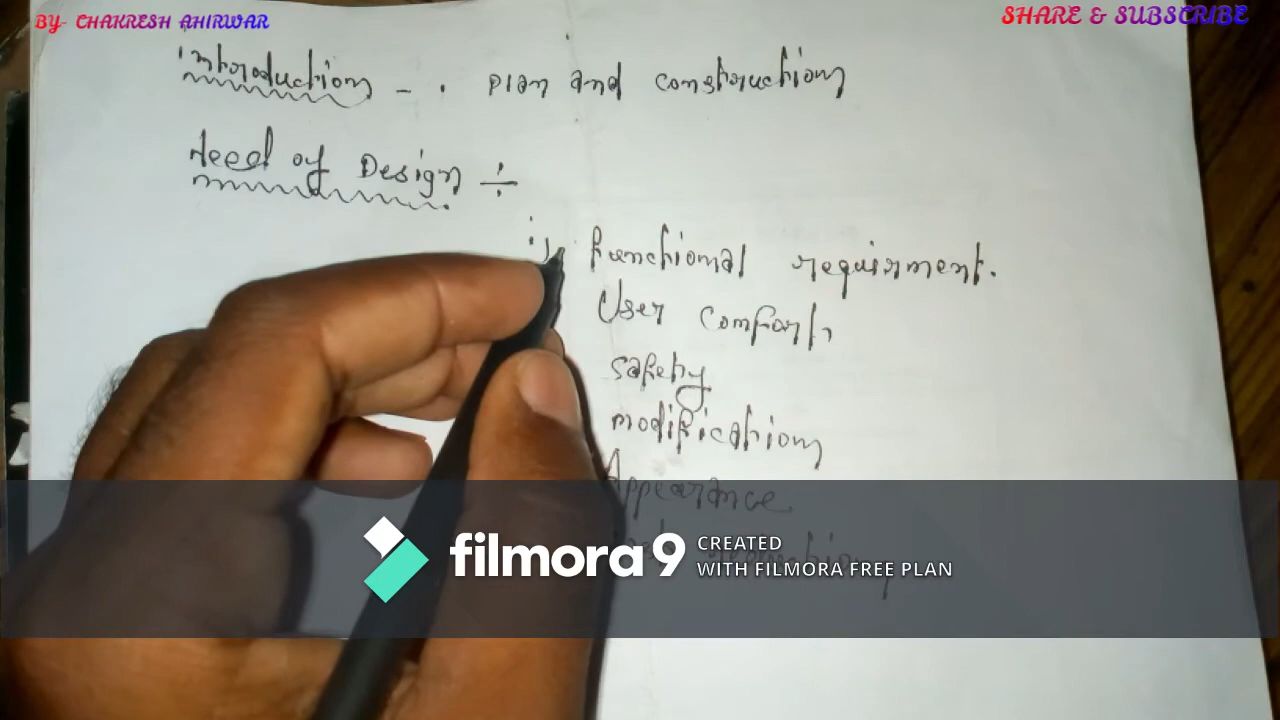 BY- CHAKRESH AHIRWAR
SHARE & SUBSCRIBE
introduction - . plan and construction
Need of Design ÷
i) functional requirment.
User Comfort,
Safety
modification
Appearance
filmora9 CREATED
WITH FILMORA FREE PLAN